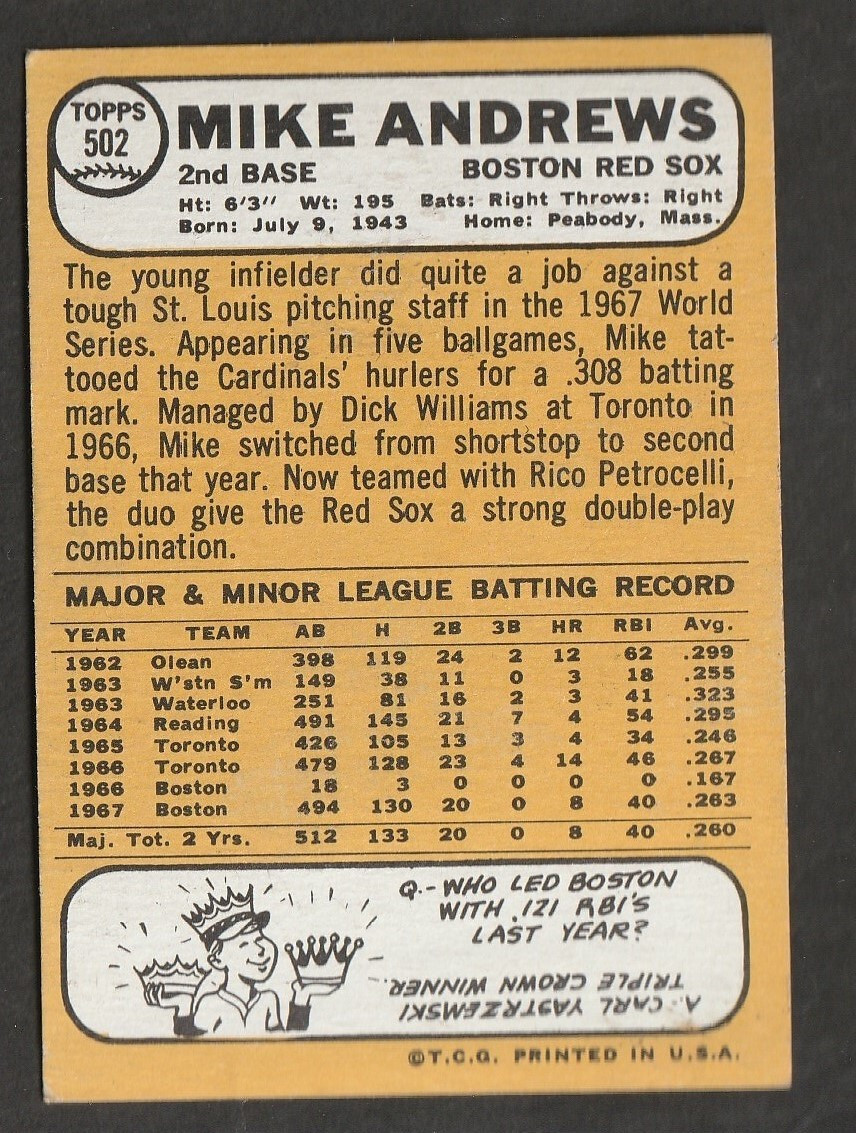 TOPPS
502
MIKE ANDREWS
2nd BASE BOSTON RED SOX
Ht: 6'3" Wt: 195 Bats: Right Throws: Right
Born: July 9, 1943 Home: Peabody, Mass.
The young infielder did quite a job against a
tough St. Louis pitching staff in the 1967 World
Series. Appearing in five ballgames, Mike tat-
tooed the Cardinals' hurlers for a .308 batting
mark. Managed by Dick Williams at Toronto in
1966, Mike switched from shortstop to second
base that year. Now teamed with Rico Petrocelli,
the duo give the Red Sox a strong double-play
combination.
MAJOR & MINOR LEAGUE BATTING RECORD
YEAR TEAM AB H 2B 3B HR RBI Avg.
1962 Olean 398 119 24 2 12 62 .299
1963 W'stn S'm 149 38 11 0 3 18 .255
1963 Waterloo 251 81 16 2 3 41 .323
1964 Reading 491 145 21 7 4 54 .295
1965 Toronto 426 105 13 3 4 34 .246
1966 Toronto 479 128 23 4 14 46 .267
1966 Boston 18 3 0 0 0 0 .167
1967 Boston 494 130 20 0 8 40 .263
Maj. Tot. 2 Yrs. 512 133 20 0 8 40 .260
Q.-WHO LED BOSTON
WITH 121 RBI'S
LAST YEAR?
A. CARL YASTRZEMSKI
TRIPLE CROWN WINNER.
©T.C.G. PRINTED IN U.S.A.